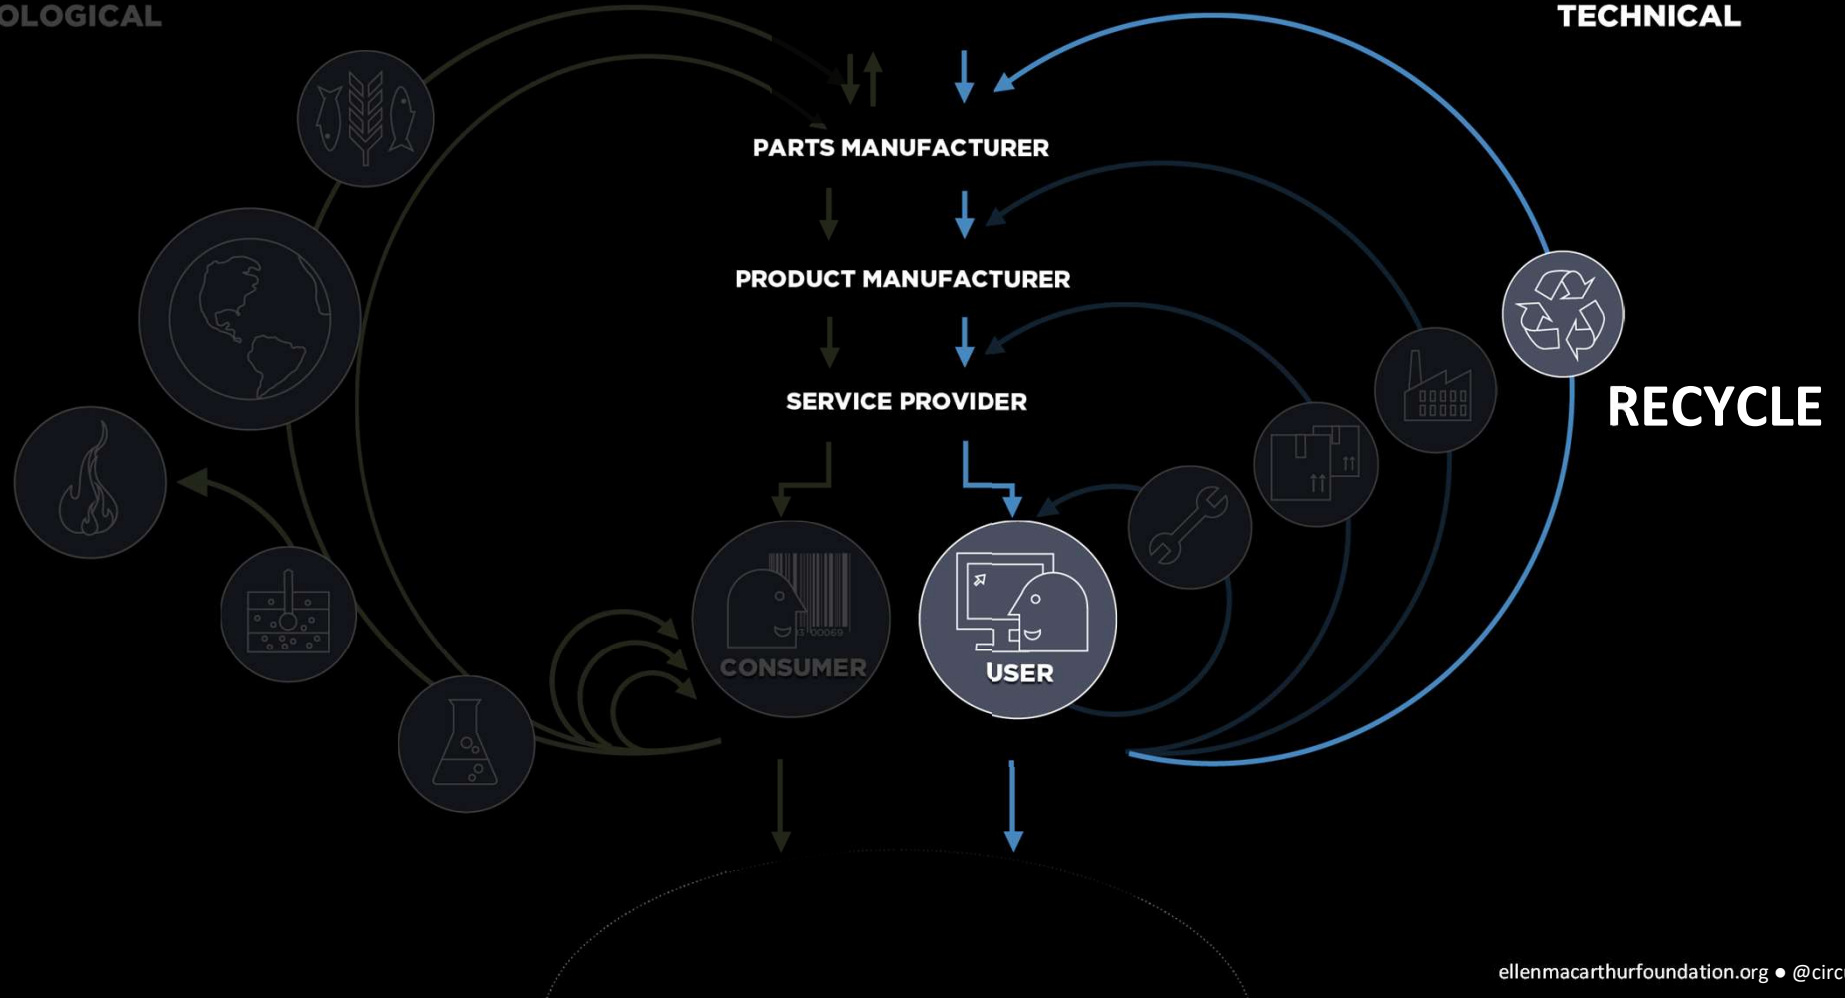 OLOGICAL
TECHNICAL
PARTS MANUFACTURER
PRODUCT MANUFACTURER
SERVICE PROVIDER
RECYCLE
CONSUMER
USER
ellenmacarthurfoundation.org ● @circ